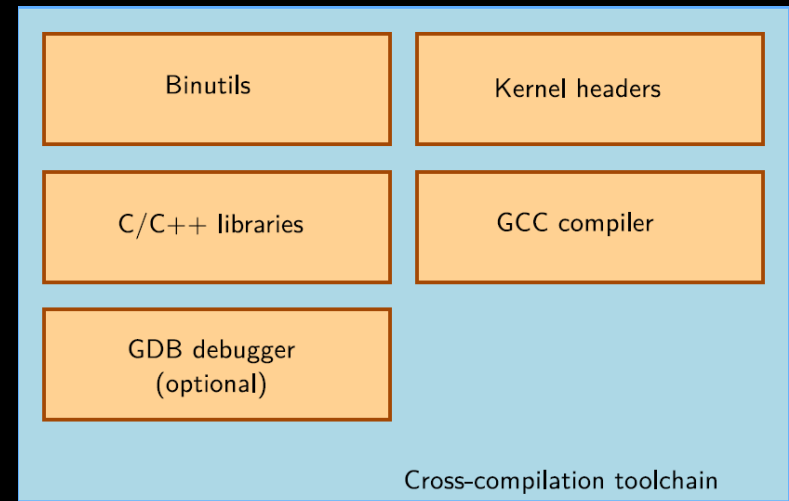 Binutils
Kernel headers
C/C++ libraries
GCC compiler
GDB debugger
(optional)
Cross-compilation toolchain